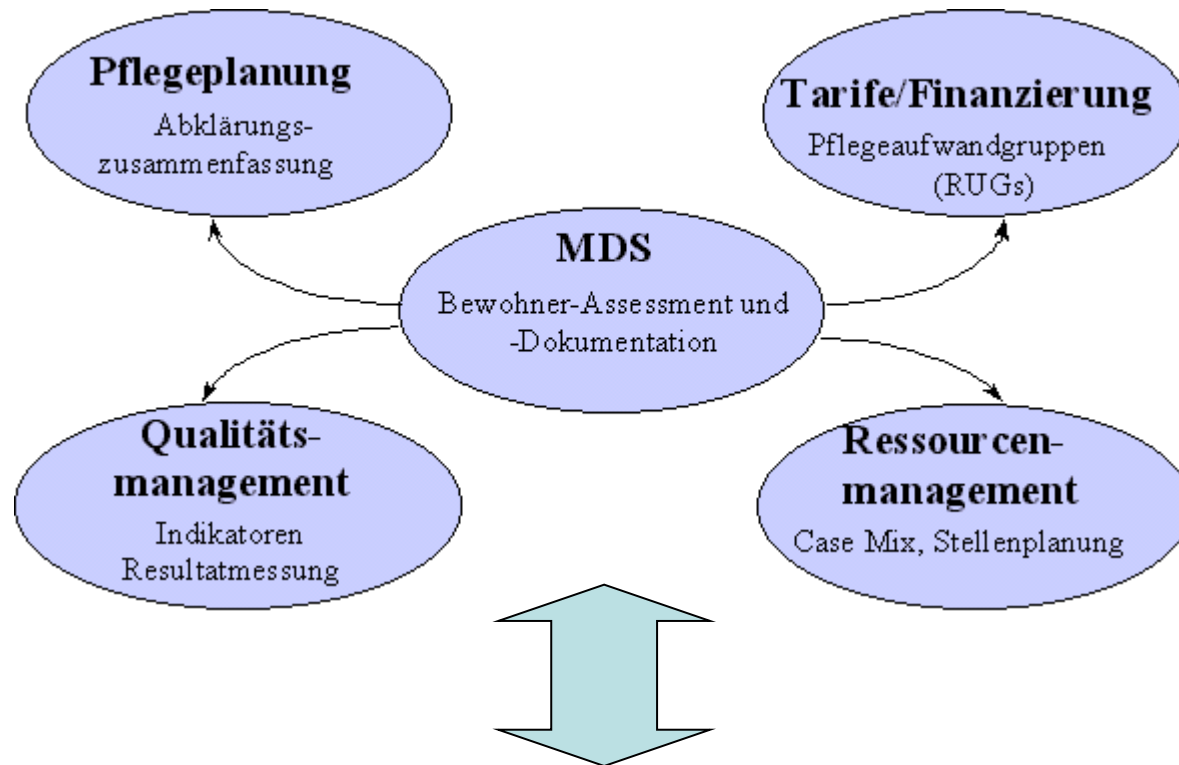 Pflegeplanung
Abklärungs-
zusammenfassung
Tarife/Finanzierung
Pflegeaufwandgruppen
(RUGs)
MDS
Bewohner-Assessment und
-Dokumentation
Qualitäts-
management
Indikatoren
Resultatmessung
Ressourcen-
management
Case Mix, Stellenplanung